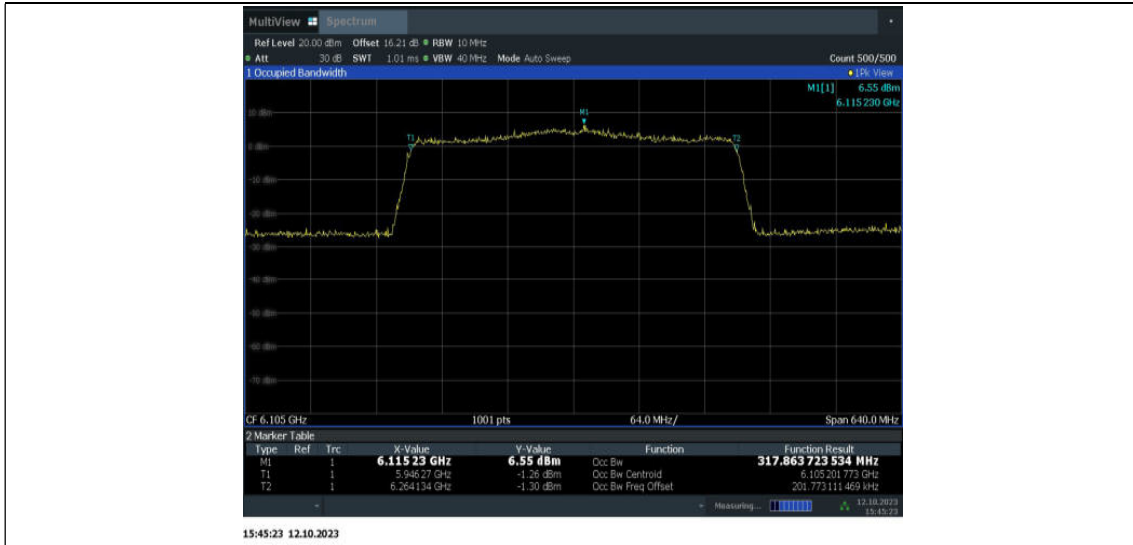 MultiView Spectrum
Ref Level 20.00 dBm Offset 16.21 dB RBW 10 MHz
Att 30 dB SWT 1.01 ms VBW 40 MHz Mode Auto Sweep Count 500/500
1 Occupied Bandwidth 1Pk View
M1[1] 6.55 dBm
6.115 230 GHz
10 dBm
M1
T1
T2
0 dBm
-10 dBm
-20 dBm
-30 dBm
-40 dBm
-50 dBm
-60 dBm
-70 dBm
CF 6.105 GHz 1001 pts 64.0 MHz/ Span 640.0 MHz
2 Marker Table
Type Ref Trc X-Value Y-Value Function Function Result
M1 1 6.115 23 GHz 6.55 dBm Occ Bw 317.863 723 534 MHz
T1 1 5.946 27 GHz -1.26 dBm Occ Bw Centroid 6.105 201 773 GHz
T2 1 6.264 134 GHz -1.30 dBm Occ Bw Freq Offset 201.773 111 469 kHz
Measuring... 12.10.2023
15:45:23
15:45:23 12.10.2023